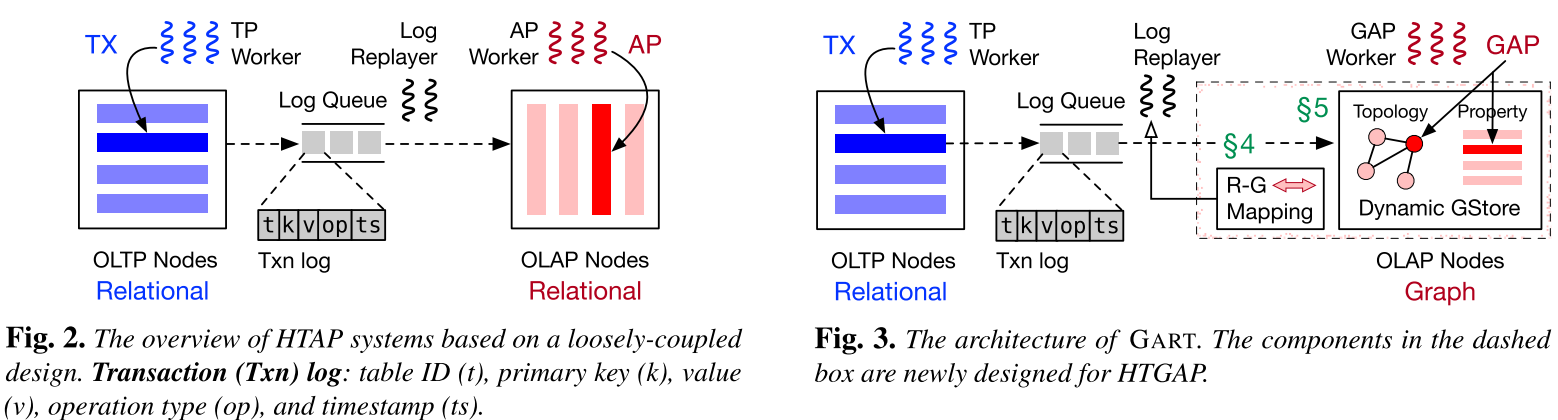 TX
TP
Worker
Log
Replayer
AP
Worker
AP
Log Queue
t k v op ts
OLTP Nodes
Relational
Txn log
OLAP Nodes
Relational
Fig. 2. The overview of HTAP systems based on a loosely-coupled
design. Transaction (Txn) log: table ID (t), primary key (k), value
(v), operation type (op), and timestamp (ts).
TX
TP
Worker
Log
Replayer
GAP
Worker
GAP
Log Queue
§5
§4
Topology
Property
R-G
Mapping
Dynamic GStore
t k v op ts
OLTP Nodes
Relational
Txn log
OLAP Nodes
Graph
Fig. 3. The architecture of GART. The components in the dashed
box are newly designed for HTGAP.